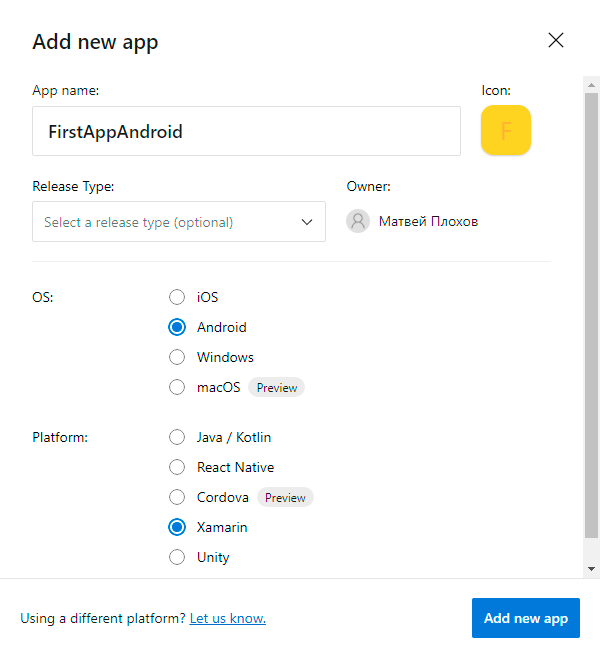 Add new app
App name:
Icon:
FirstAppAndroid
F
Release Type:
Owner:
Select a release type (optional)
Матвей Плохов
OS:
iOS
Android
Windows
macOS Preview
Platform:
Java / Kotlin
React Native
Cordova Preview
Xamarin
Unity
Using a different platform? Let us know.
Add new app